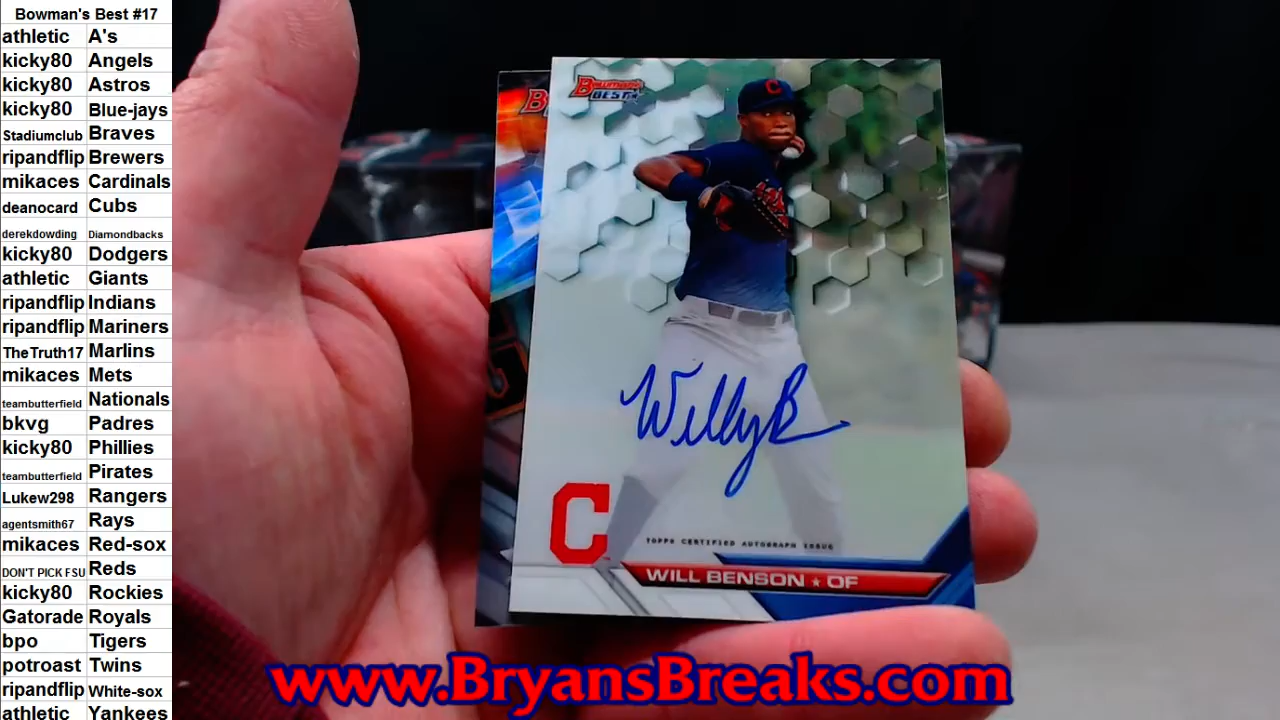 Bowman's Best #17
athletic A's
kicky80 Angels
kicky80 Astros
kicky80 Blue-jays
Stadiumclub Braves
ripandflip Brewers
mikaces Cardinals
deanocard Cubs
derekdowding Diamondbacks
kicky80 Dodgers
athletic Giants
ripandflip Indians
ripandflip Mariners
TheTruth17 Marlins
mikaces Mets
teambutterfield Nationals
bkvg Padres
kicky80 Phillies
teambutterfield Pirates
Lukew298 Rangers
agentsmith67 Rays
mikaces Red-sox
DON'T PICK FSU Reds
kicky80 Rockies
Gatorade Royals
bpo Tigers
potroast Twins
ripandflip White-sox
athletic Yankees
B
BOWMAN'S
BEST
C
Willy B
C
TOPPS CERTIFIED AUTOGRAPH ISSUE
WILL BENSON ★ OF
www.BryansBreaks.com